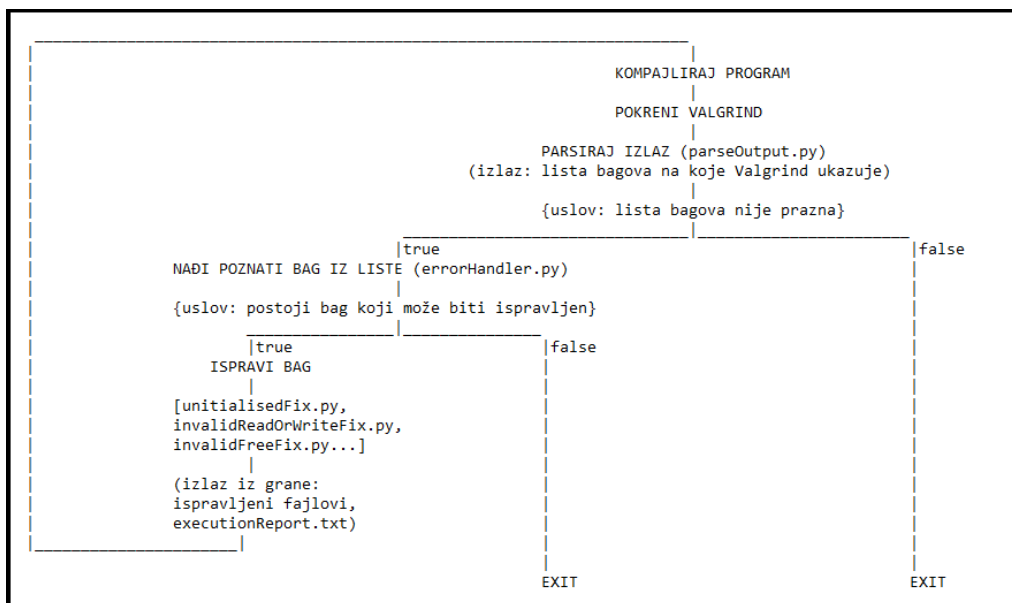 KOMPAJLIRAJ PROGRAM
POKRENI VALGRIND
PARSIRAJ IZLAZ (parseOutput.py)
(izlaz: lista bagova na koje Valgrind ukazuje)
{uslov: lista bagova nije prazna}
true
false
NAĐI POZNATI BAG IZ LISTE (errorHandler.py)
{uslov: postoji bag koji može biti ispravljen}
true
false
ISPRAVI BAG
[unitialisedFix.py,
invalidReadOrWriteFix.py,
invalidFreeFix.py...]
(izlaz iz grane:
ispravljeni fajlovi,
executionReport.txt)
EXIT
EXIT